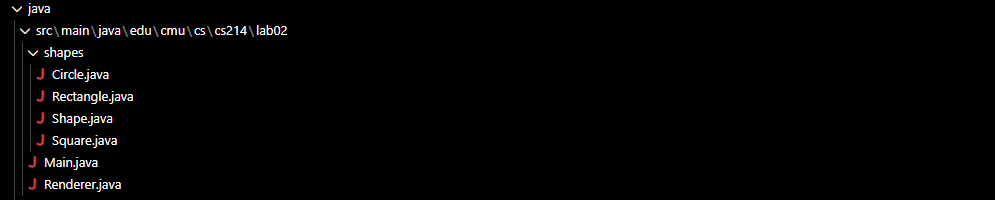 java
src\main\java\edu\cmu\cs\cs214\lab02
shapes
J Circle.java
J Rectangle.java
J Shape.java
J Square.java
J Main.java
J Renderer.java